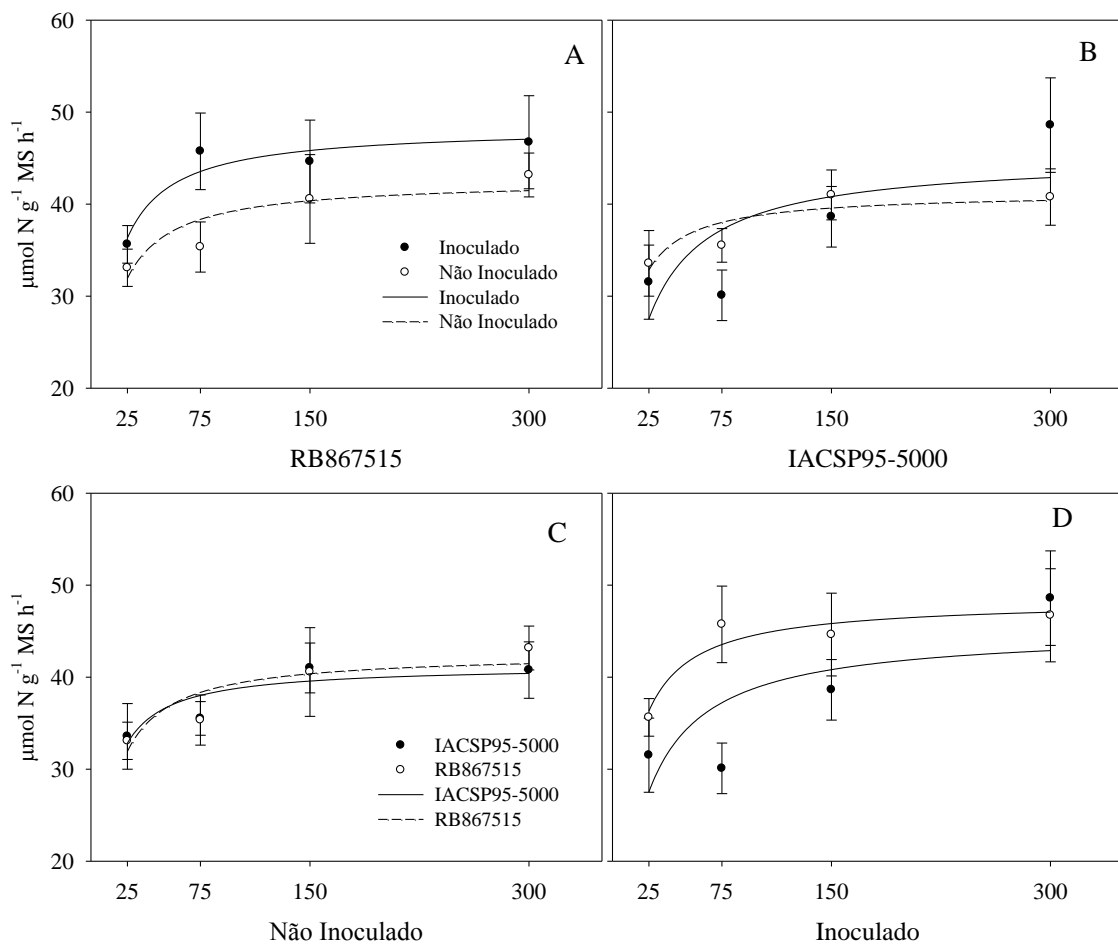 60
50
40
30
20
µmol N g⁻¹ MS h⁻¹
A
Inoculado
Não Inoculado
Inoculado
Não Inoculado
25 75 150 300
RB867515
B
25 75 150 300
IACSP95-5000
60
50
40
30
20
µmol N g⁻¹ MS h⁻¹
C
IACSP95-5000
RB867515
IACSP95-5000
RB867515
25 75 150 300
Não Inoculado
D
25 75 150 300
Inoculado